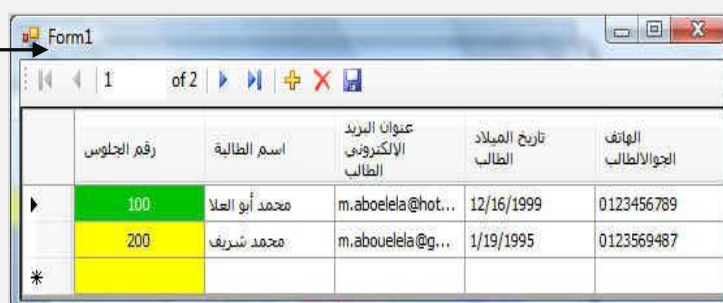 Form1
1 of 2
رقم الجلوس
اسم الطالبة
عنوان البريد
الإلكتروني
الطالب
تاريخ الميلاد
الطالب
الهاتف
الجوالالطالب
100 محمد أبو العلا m.aboelela@hot... 12/16/1999 0123456789
200 محمد شريف m.abouelela@g... 1/19/1995 0123569487